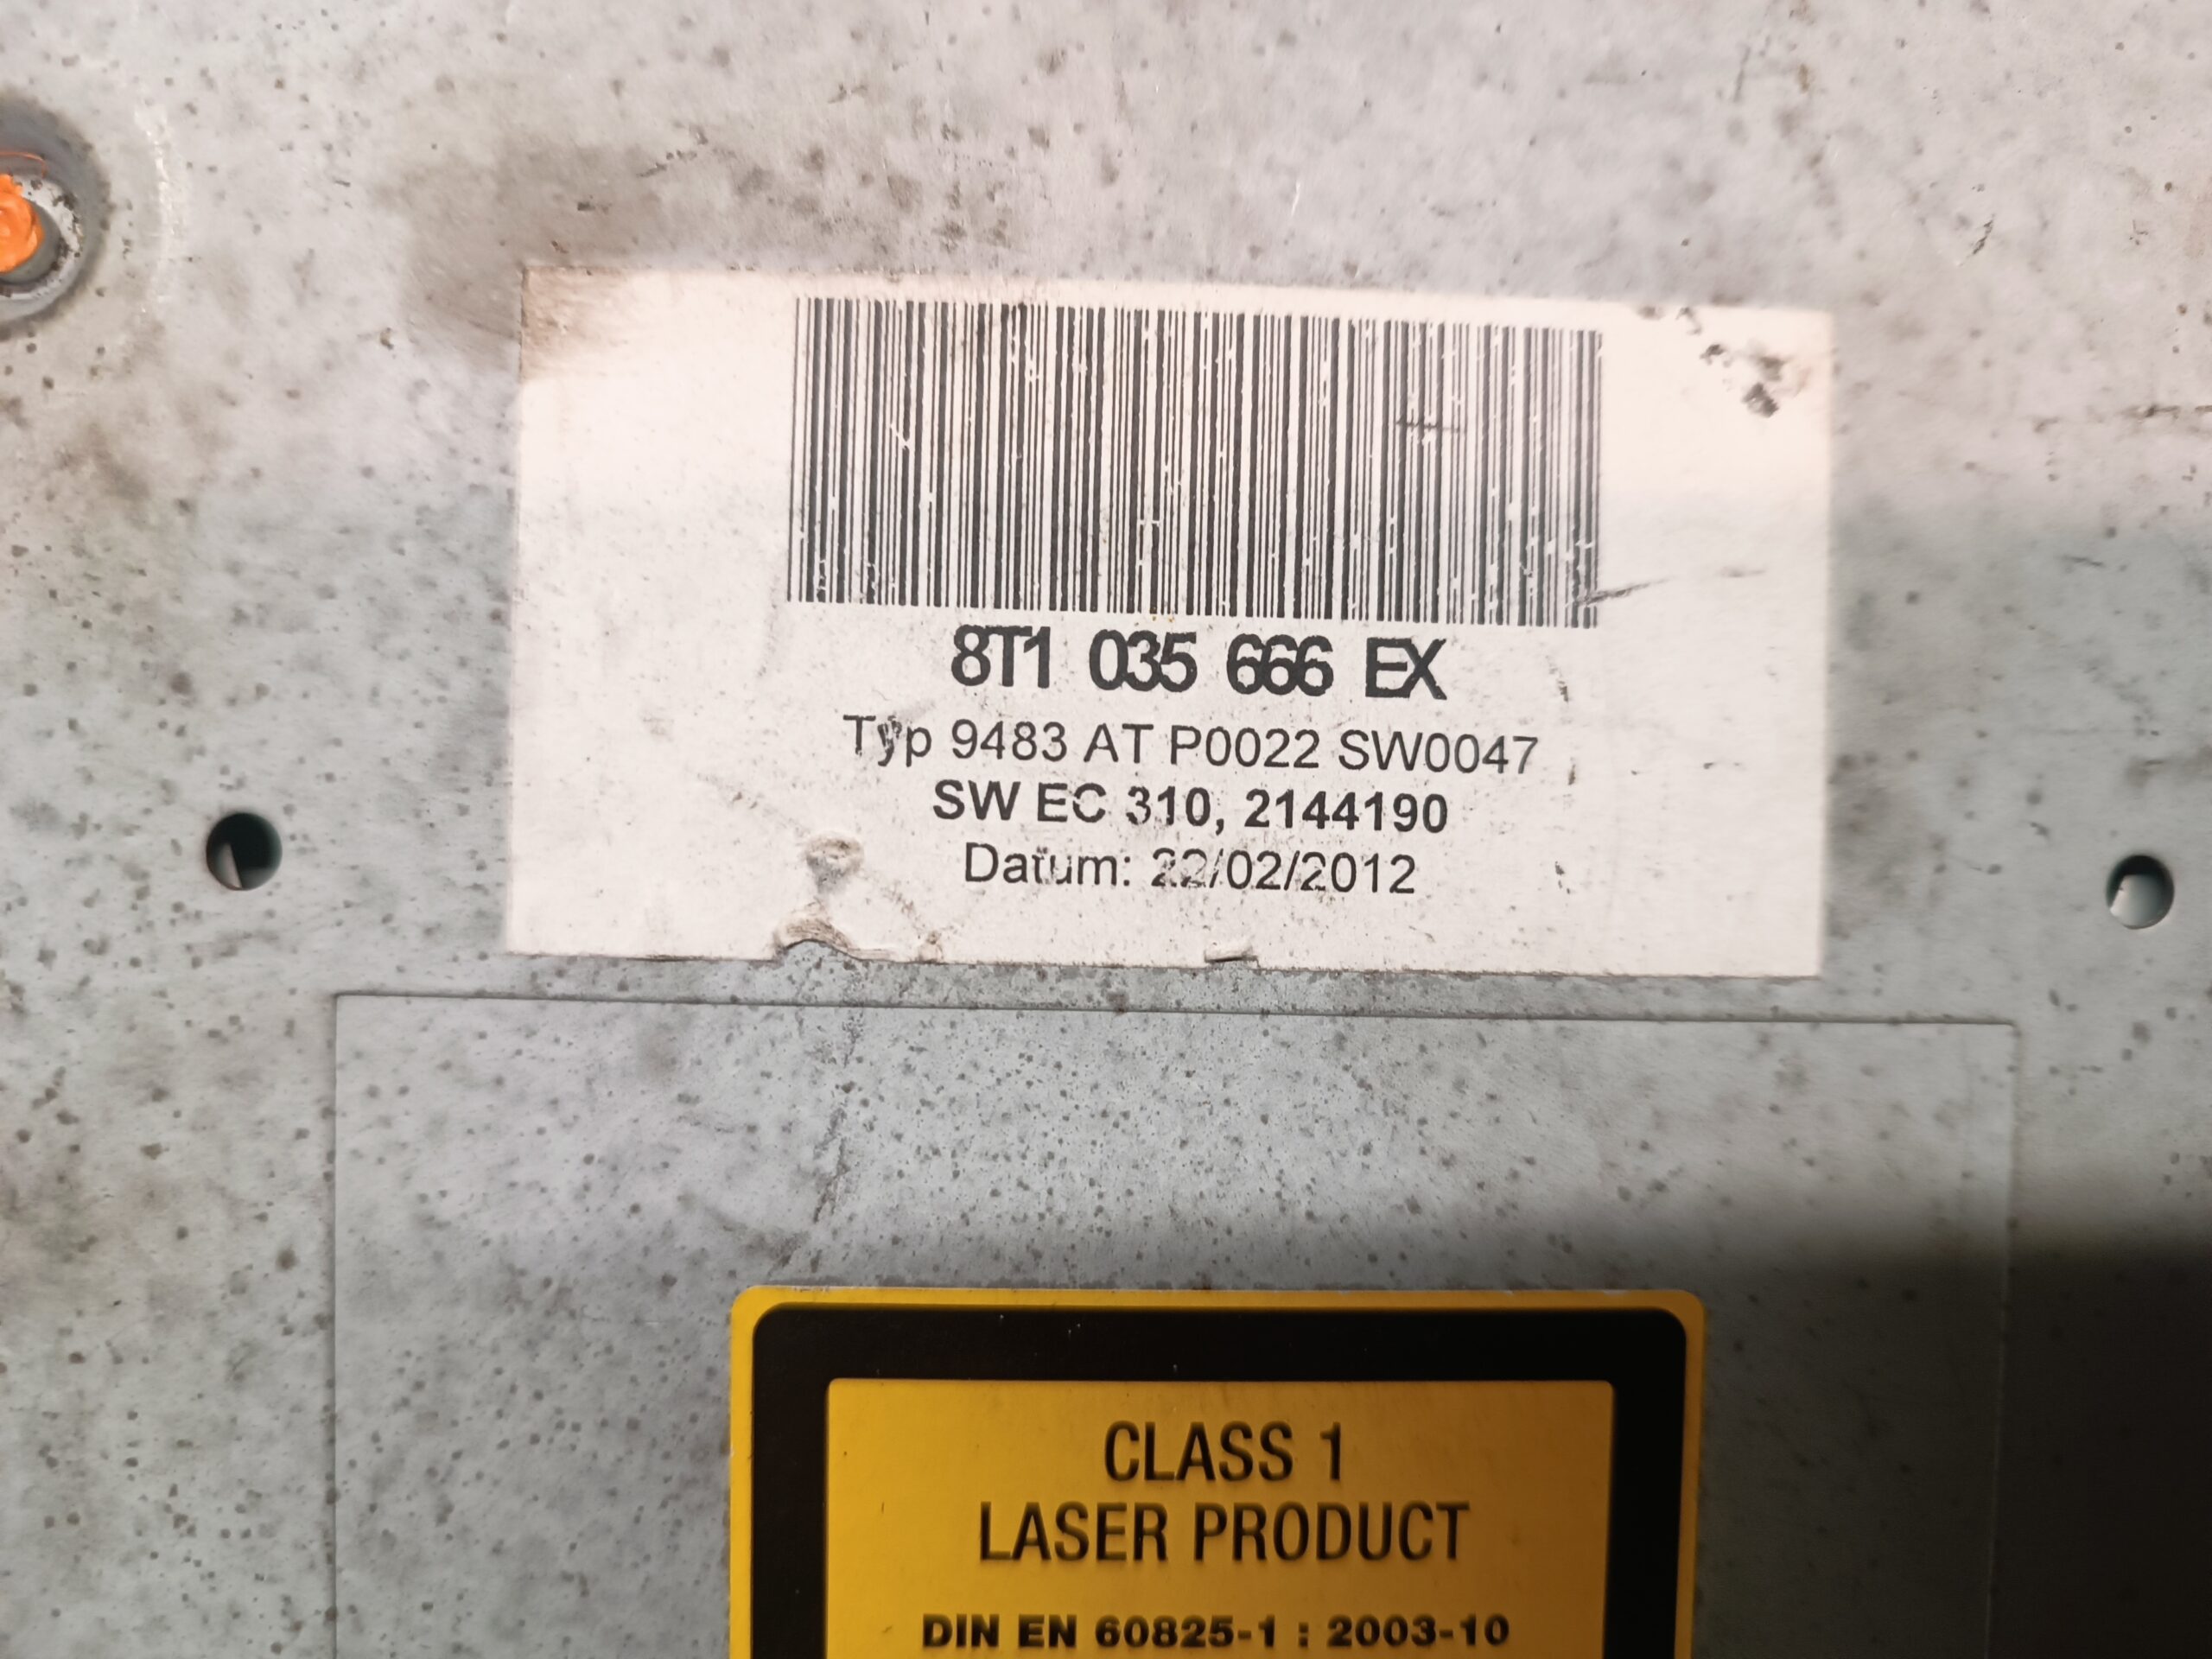 8T1 035 666 EX
Typ 9483 AT P0022 SW0047
SW EC 310, 2144190
Datum: 22/02/2012
CLASS 1
LASER PRODUCT
DIN EN 60825-1 : 2003-10